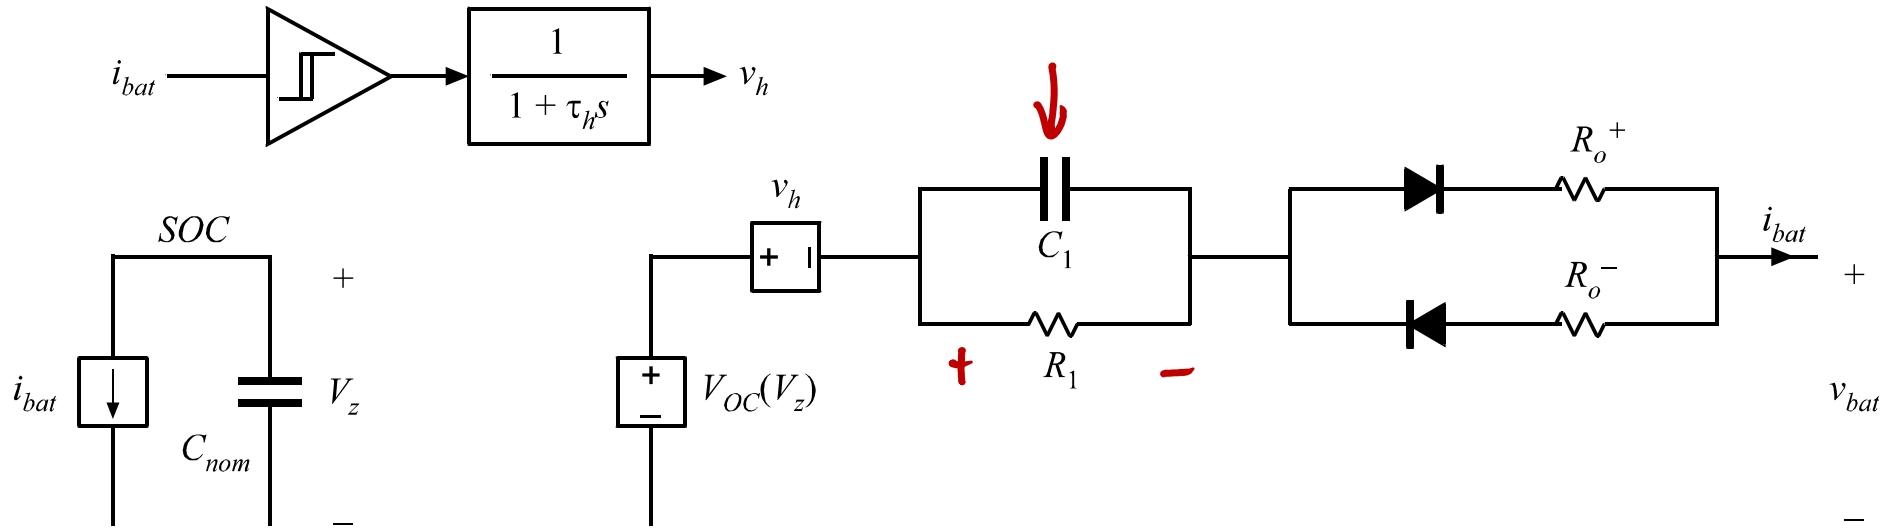 i_bat
1
1 + τ_h s
v_h
SOC
i_bat
C_nom
+
V_z
−
v_h
+ −
+
−
V_OC(V_z)
C_1
R_1
+ −
R_o^+
R_o^−
i_bat
+
v_bat
−